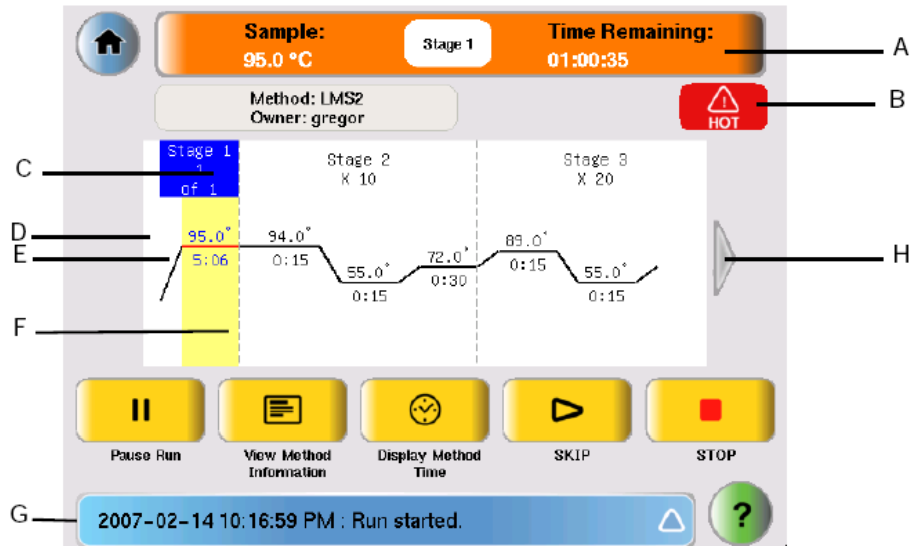 Sample:
95.0 °C
Stage 1
Time Remaining:
01:00:35
A
Method: LMS2
Owner: gregor
HOT
B
Stage 1
1
of 1
Stage 2
X 10
Stage 3
X 20
C
D
E
95.0°
5:06
94.0°
0:15
55.0°
0:15
72.0°
0:30
89.0°
0:15
55.0°
0:15
H
F
Pause Run
View Method
Information
Display Method
Time
SKIP
STOP
G
2007-02-14 10:16:59 PM : Run started.
?